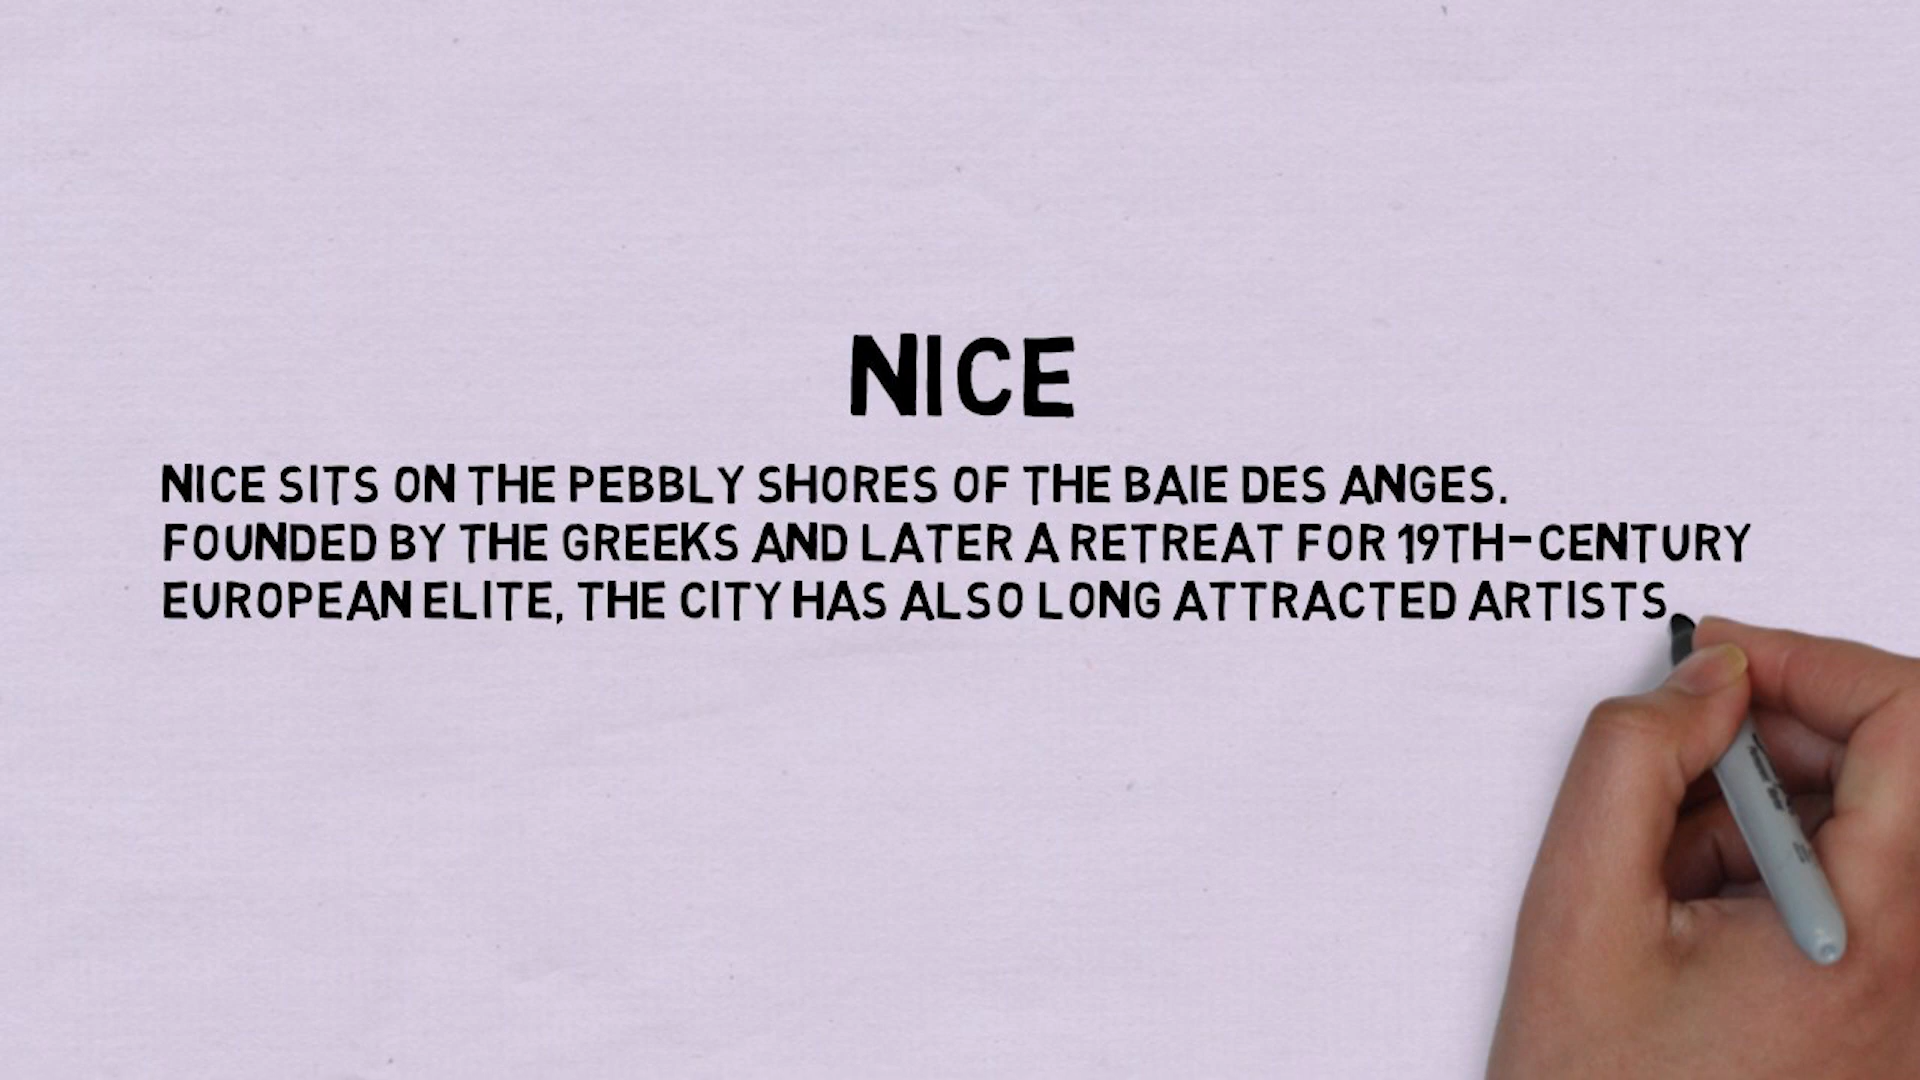 NICE
NICE SITS ON THE PEBBLY SHORES OF THE BAIE DES ANGES.
FOUNDED BY THE GREEKS AND LATER A RETREAT FOR 19TH-CENTURY
EUROPEAN ELITE, THE CITY HAS ALSO LONG ATTRACTED ARTISTS.